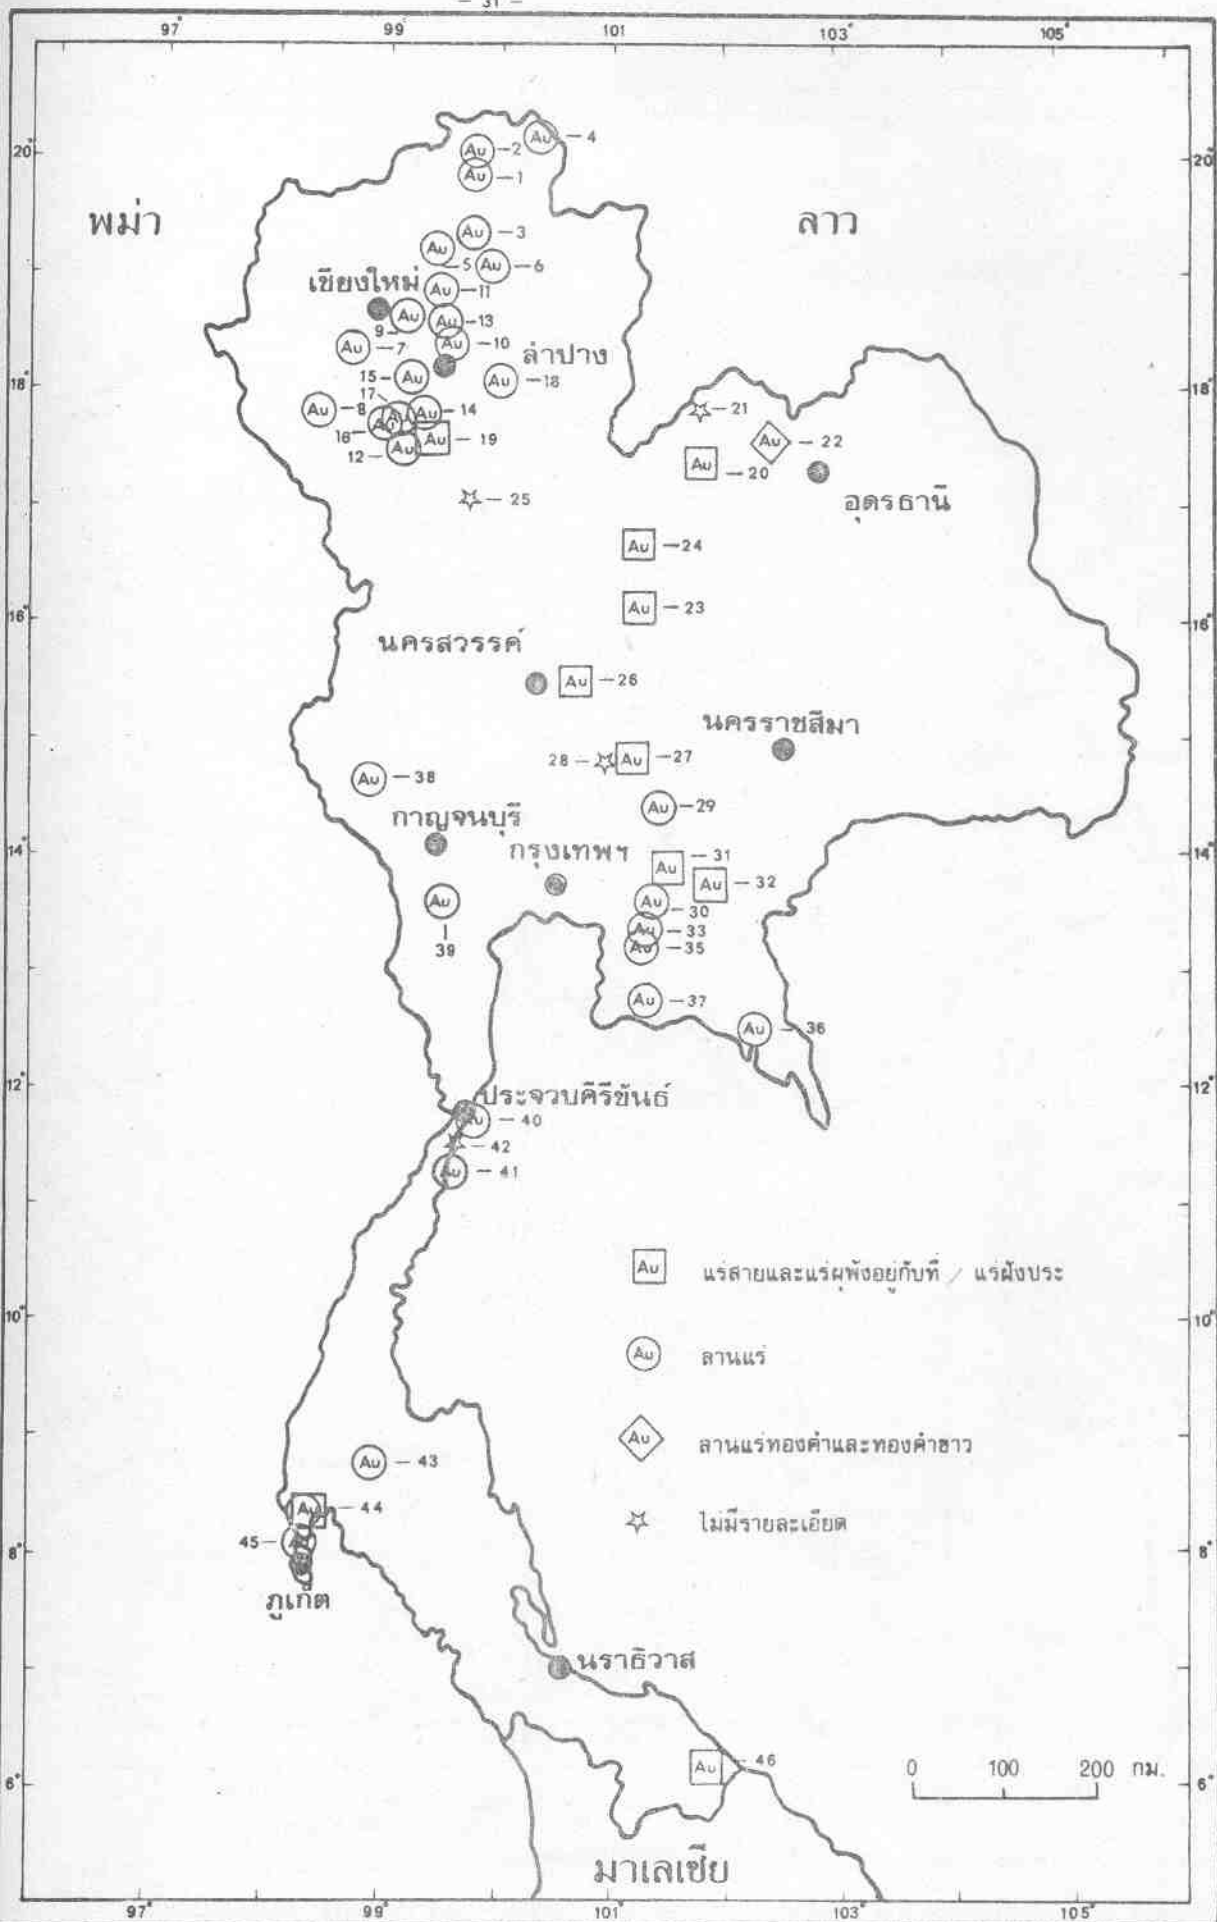 - 31 -
97° 99° 101 103° 105°
Au - 4
20° Au - 2 20°
Au - 1
พม่า ลาว
Au - 3
Au 5 Au - 6
เชียงใหม่ Au - 11
9 - Au Au - 13
Au - 7 Au - 10 ลำปาง
18° 15 - Au Au - 18 18°
17
Au - 8 Au Au - 14 21
16 - Au Au - 19 Au - 22
12 - Au Au - 20
- 25 อุดรธานี
Au - 24
16° Au - 23 16°
นครสวรรค์
Au - 26
นครราชสีมา
28 - Au - 27
Au - 38 Au - 29
กาญจนบุรี
14° กรุงเทพฯ Au - 31 14°
Au - 32
Au Au - 30
39 Au - 33
Au - 35
Au - 37
Au - 36
12° ประจวบคีรีขันธ์ 12°
Au - 40
- 42
Au - 41
Au แร่สายและแร่ผุพังอยู่กับที่ / แร่ฝังประ
10° 10°
Au ลานแร่
Au ลานแร่ทองคำและทองคำขาว
Au - 43
Au - 44 ไม่มีรายละเอียด
8° 45 - Au 8°
ภูเก็ต
นราธิวาส
Au - 46
6° 0 100 200 กม. 6°
มาเลเซีย
97° 99° 101° 103° 105°